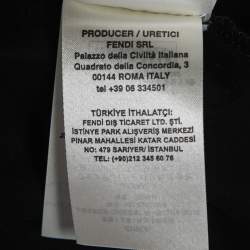 PRODUCER / URETICI
FENDI SRL
Palazzo della Civiltà Italiana
Quadrato della Concordia, 3
00144 ROMA ITALY
tel +39 06 334501
TÜRKİYE İTHALATÇI:
FENDI DIŞ TİCARET LTD. ŞTİ.
İSTİNYE PARK ALIŞVERİŞ MERKEZİ
PINAR MAHALLESİ KATAR CADDESİ
NO: 479 SARIYER/ İSTANBUL
TEL: (+90)212 345 60 76